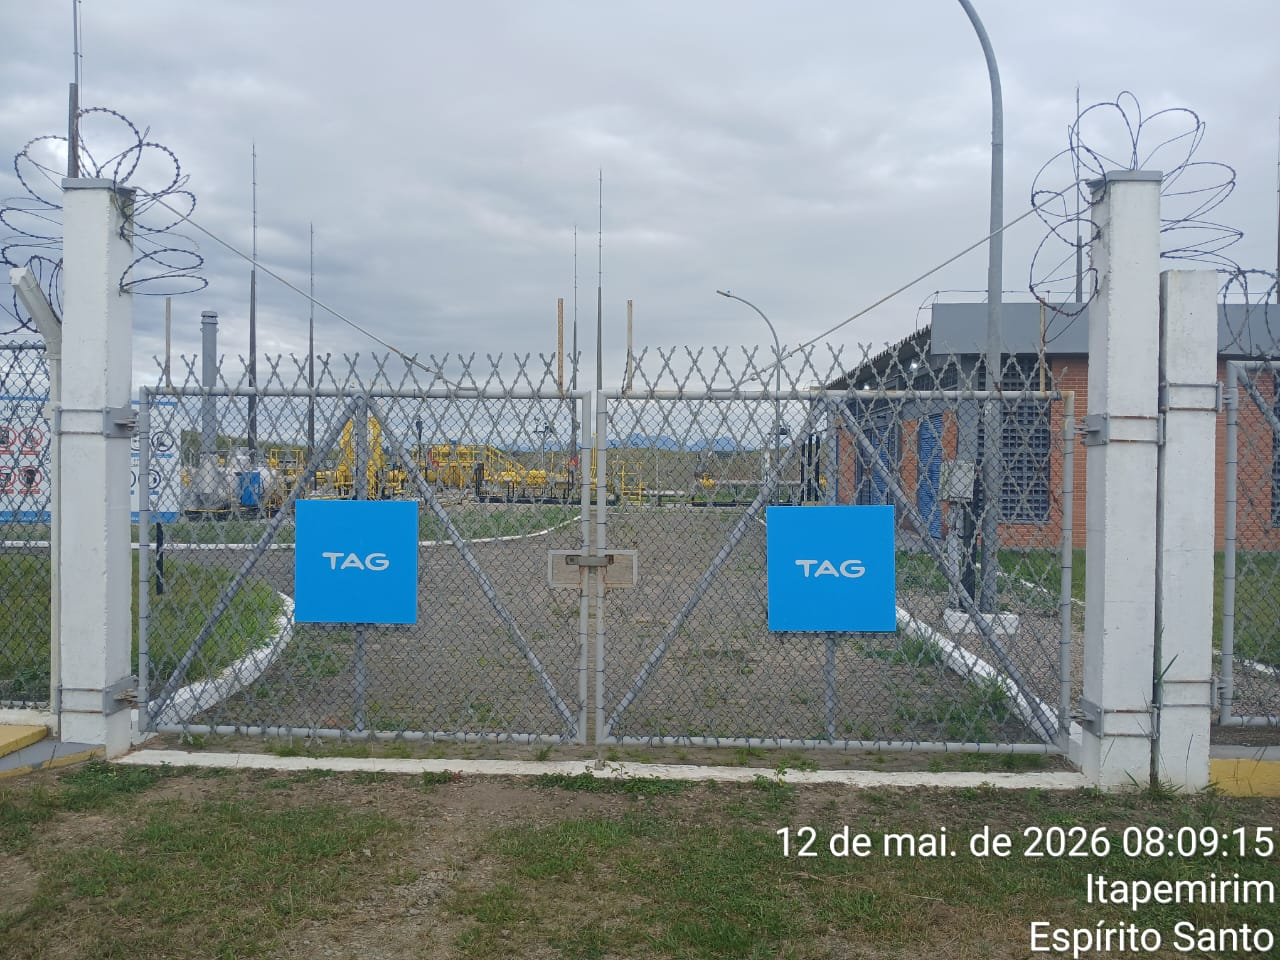 TAG
TAG
12 de mai. de 2026 08:09:15
Itapemirim
Espírito Santo